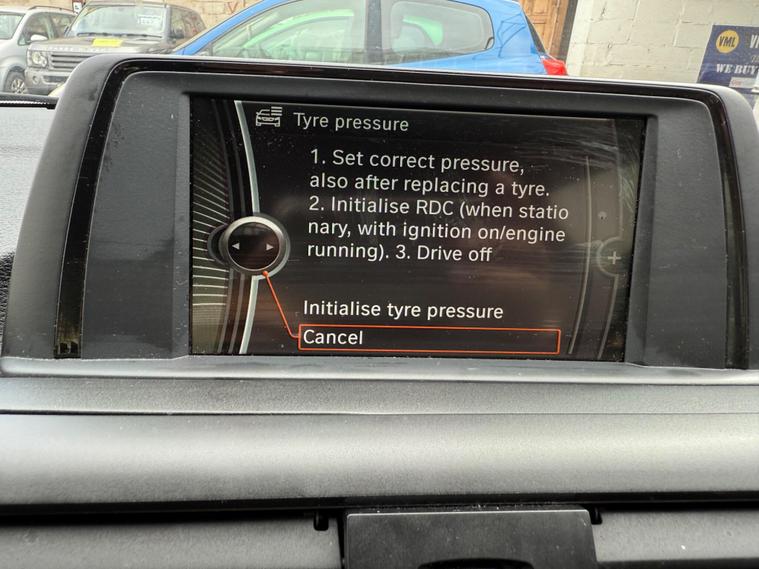 Tyre pressure
1. Set correct pressure,
also after replacing a tyre.
2. Initialise RDC (when statio
nary, with ignition on/engine
running). 3. Drive off
Initialise tyre pressure
Cancel
VML
WE BUY